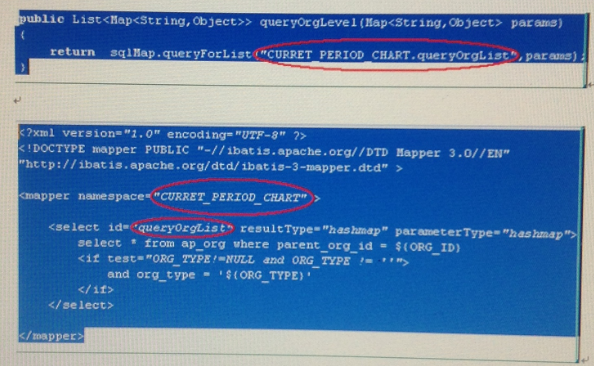 public List<Map<String,Object>> queryOrgLevel(Map<String,Object> params)
{
return sqlMap.queryForList("CURRET_PERIOD_CHART.queryOrgList",params);
}
<?xml version="1.0" encoding="UTF-8" ?>
<!DOCTYPE mapper PUBLIC "-//ibatis.apache.org//DTD Mapper 3.0//EN"
"http://ibatis.apache.org/dtd/ibatis-3-mapper.dtd" >
<mapper namespace="CURRET_PERIOD_CHART" >
<select id="queryOrgList" resultType="hashmap" parameterType="hashmap">
select * from ap_org where parent_org_id = $(ORG_ID)
<if test="ORG_TYPE!=NULL and ORG_TYPE != ''">
and org_type = '$(ORG_TYPE)'
</if>
</select>
</mapper>